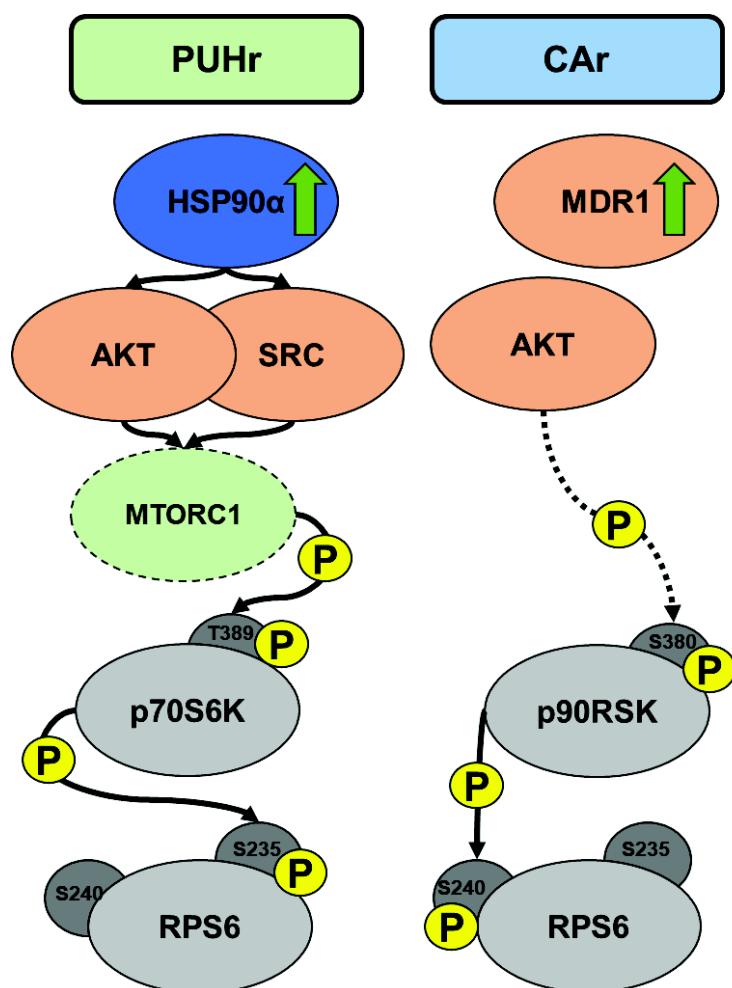 PUHr
CAr
HSP90α
MDR1
AKT
SRC
AKT
MTORC1
P
P
T389
P
S380
P
p70S6K
p90RSK
P
P
S235
P
S240
RPS6
S235
S240
P
RPS6